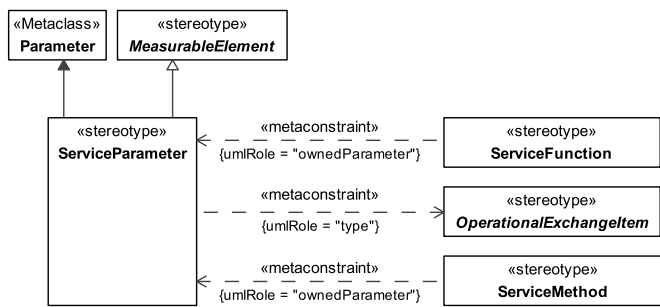 «Metaclass»
Parameter
«stereotype»
MeasurableElement
«stereotype»
ServiceParameter
«metaconstraint»
{umlRole = "ownedParameter"}
«stereotype»
ServiceFunction
«metaconstraint»
{umlRole = "type"}
«stereotype»
OperationalExchangeItem
«metaconstraint»
{umlRole = "ownedParameter"}
«stereotype»
ServiceMethod